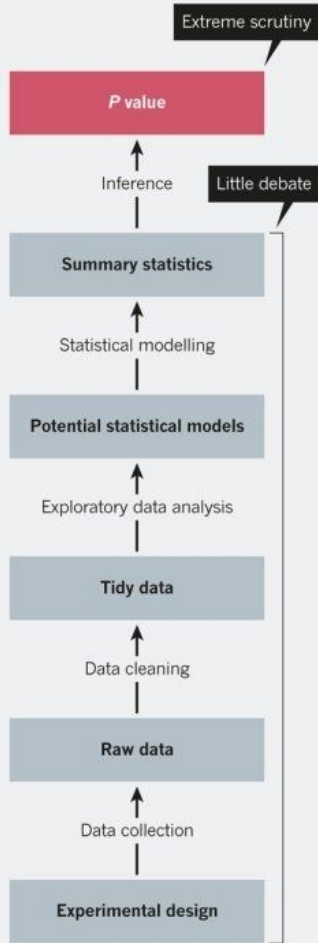 Extreme scrutiny
P value
Inference
Little debate
Summary statistics
Statistical modelling
Potential statistical models
Exploratory data analysis
Tidy data
Data cleaning
Raw data
Data collection
Experimental design